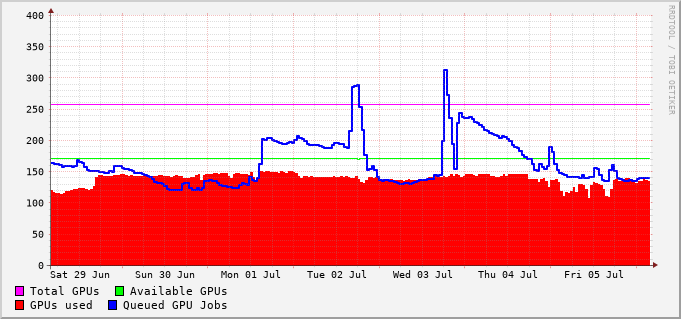 RRDTOOL / TOBI OETIKER
400
350
300
250
200
150
100
50
0
Sat 29 Jun Sun 30 Jun Mon 01 Jul Tue 02 Jul Wed 03 Jul Thu 04 Jul Fri 05 Jul
Total GPUs Available GPUs
GPUs used Queued GPU Jobs